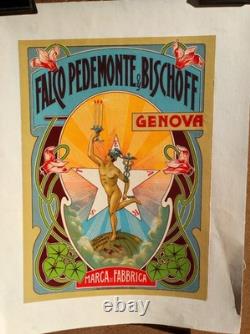 FALCO PEDEMONTE & BISCHOFF
GENOVA
MARCA DI FABBRICA